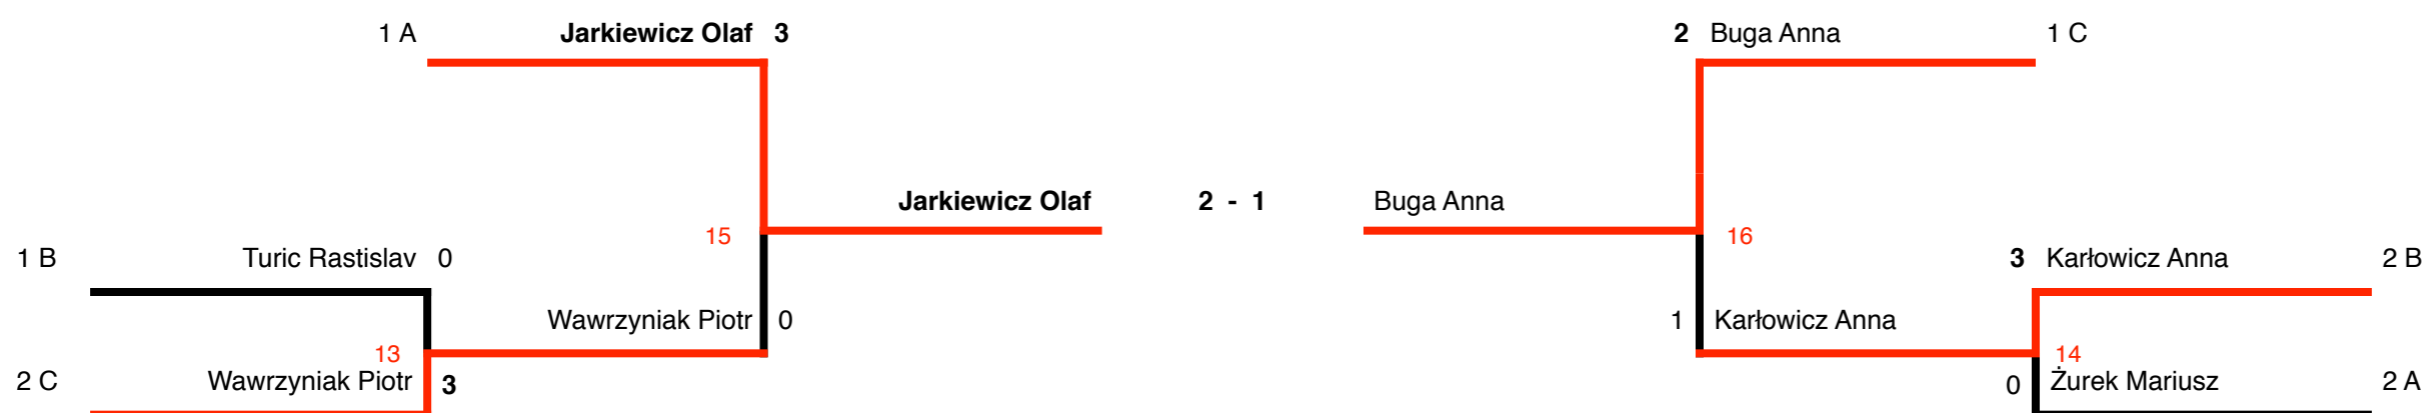 1 A Jarkiewicz Olaf 3 2 Buga Anna 1 C
Jarkiewicz Olaf 2 - 1 Buga Anna
15 16
1 B Turic Rastislav 0 3 Karłowicz Anna 2 B
Wawrzyniak Piotr 0 1 Karłowicz Anna
13 14
2 C Wawrzyniak Piotr 3 0 Żurek Mariusz 2 A